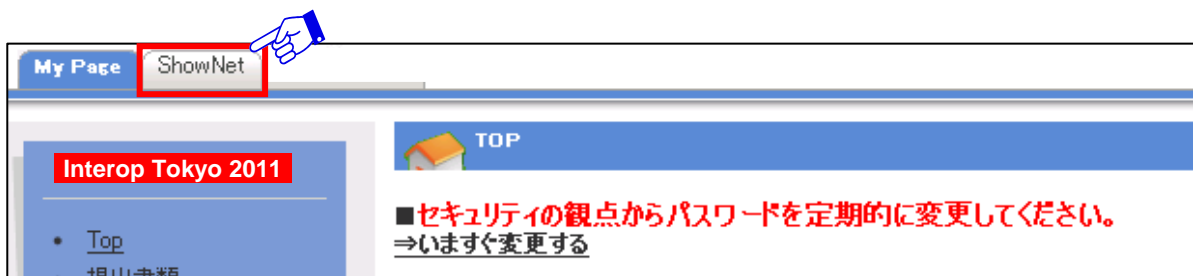 My Page ShowNet
Interop Tokyo 2011
• Top
TOP
■セキュリティの観点からパスワードを定期的に変更してください。
⇒いますぐ変更する